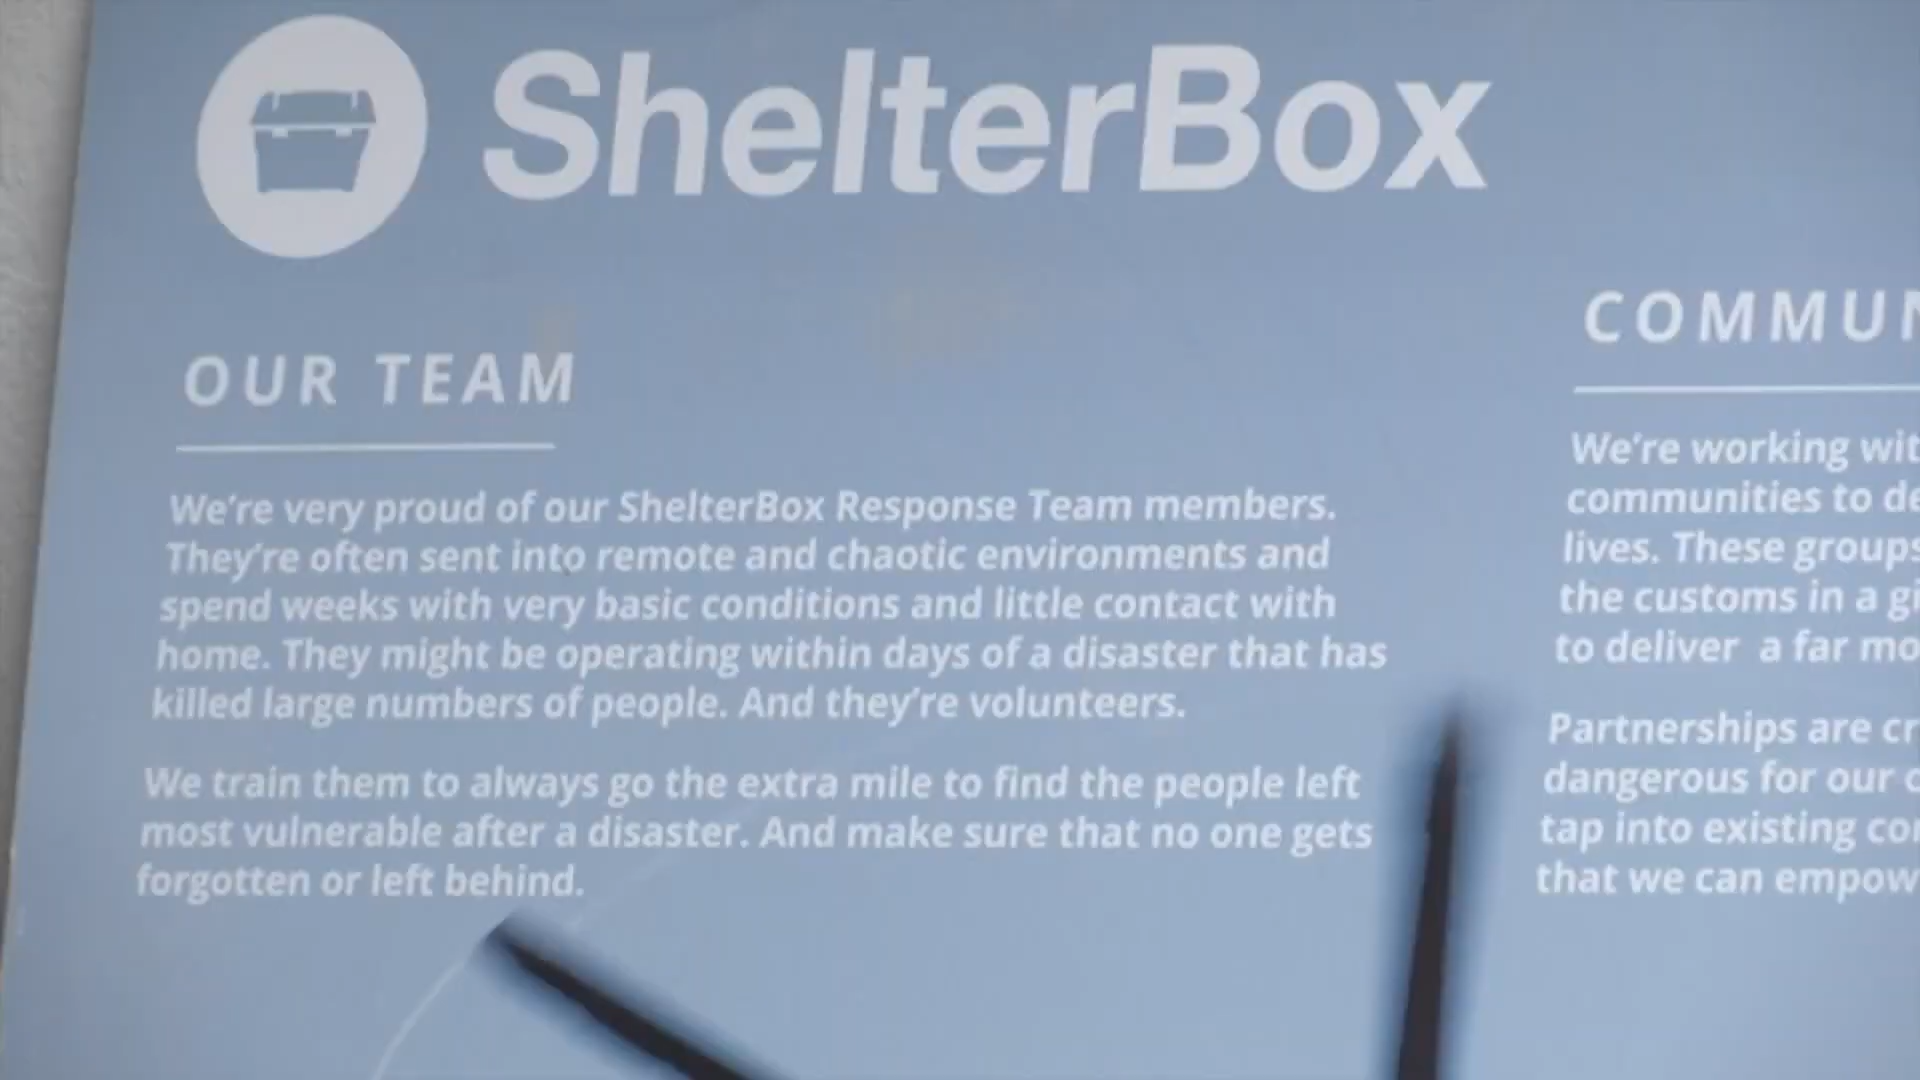 ShelterBox
OUR TEAM
We're very proud of our ShelterBox Response Team members.
They're often sent into remote and chaotic environments and
spend weeks with very basic conditions and little contact with
home. They might be operating within days of a disaster that has
killed large numbers of people. And they're volunteers.
We train them to always go the extra mile to find the people left
most vulnerable after a disaster. And make sure that no one gets
forgotten or left behind.
COMMUN
We're working wit
communities to de
lives. These groups
the customs in a gi
to deliver a far mo
Partnerships are cr
dangerous for our
tap into existing co
that we can empow